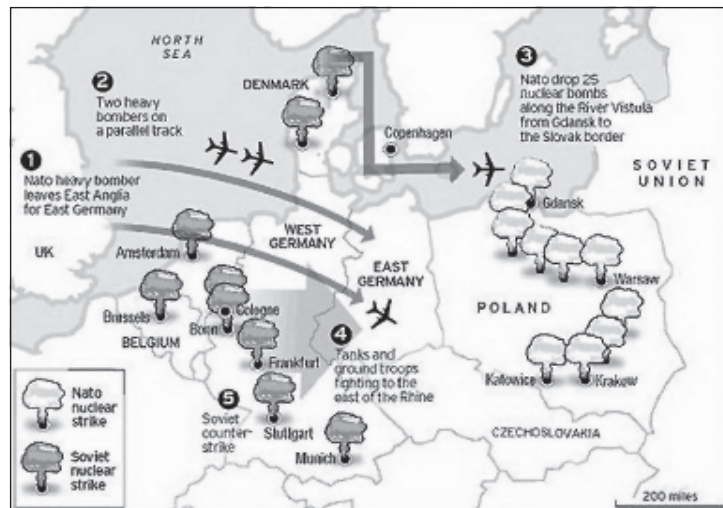 NORTH
SEA
2
Two heavy
bombers on
a parallel track
DENMARK
Copenhagen
3
Nato drop 25
nuclear bombs
along the River Vistula
from Gdansk to
the Slovak border
SOVIET
UNION
1
Nato heavy bomber
leaves East Anglia
for East Germany
UK
Amsterdam
WEST
GERMANY
EAST
GERMANY
Gdansk
Warsaw
POLAND
Brussels
BELGIUM
Cologne
Bonn
Frankfurt
4
Tanks and
ground troops
fighting to the
east of the Rhine
Katowice
Krakow
5
Soviet
counter-
strike
Stuttgart
Munich
CZECHOSLOVAKIA
Nato
nuclear
strike
Soviet
nuclear
strike
200 miles